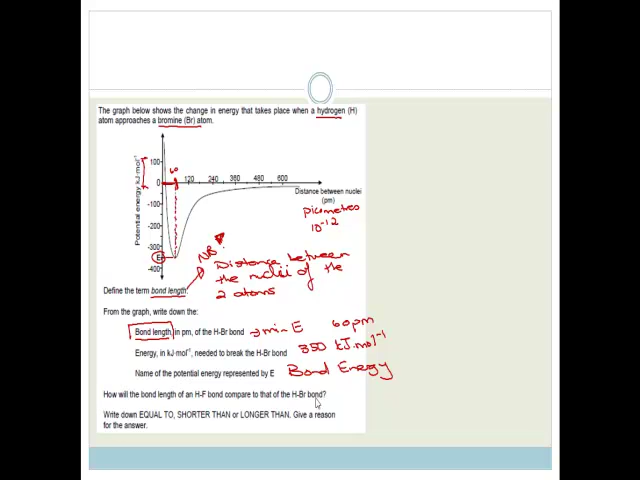 The graph below shows the change in energy that takes place when a hydrogen (H)
atom approaches a bromine (Br) atom.
Potential energy kJ·mol⁻¹
100
0
-100
-200
-300
E
-400
60
120 240 360 480 600
Distance between nuclei
(pm)
picometres
10⁻¹²
NB
Distance between
the nuclei of the
2 atoms
Define the term bond length.
From the graph, write down the:
Bond length, in pm, of the H-Br bond → min E 60pm
Energy, in kJ·mol⁻¹, needed to break the H-Br bond 350 kJ.mol⁻¹
Name of the potential energy represented by E Bond Energy
How will the bond length of an H-F bond compare to that of the H-Br bond?
Write down EQUAL TO, SHORTER THAN or LONGER THAN. Give a reason
for the answer.